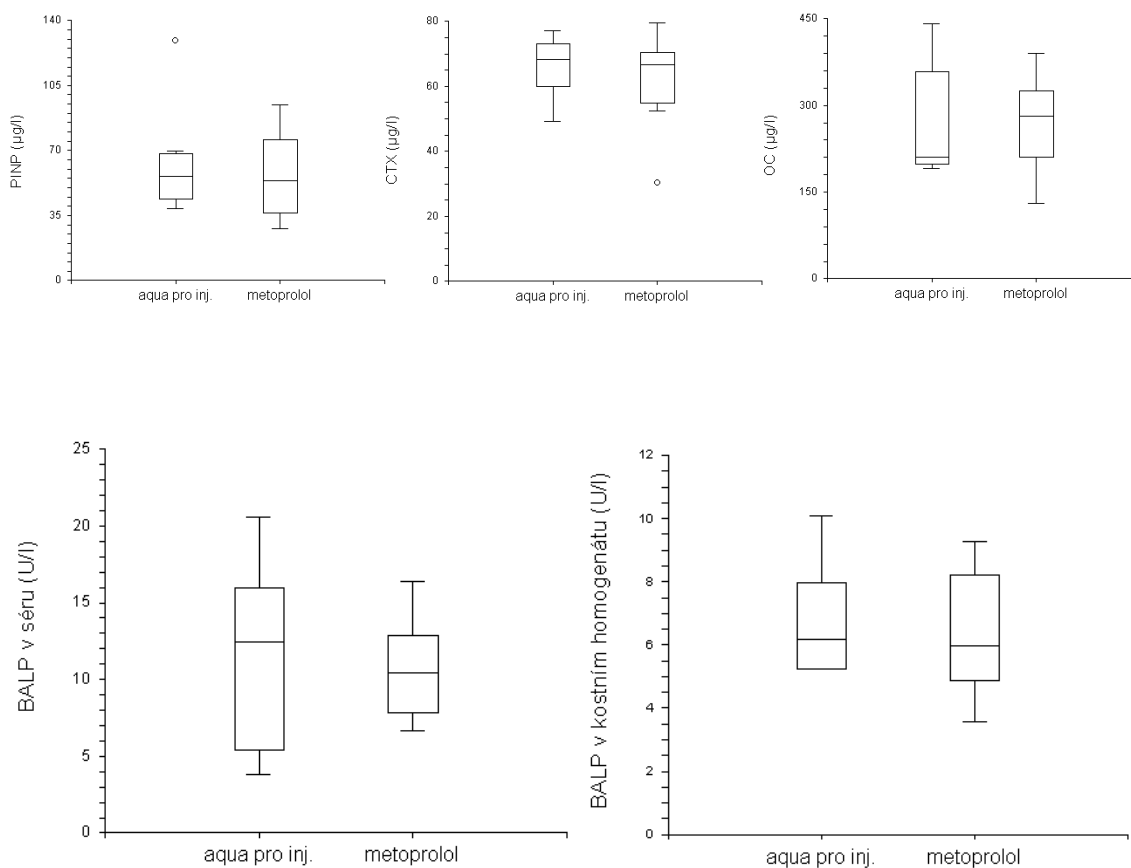 140
105
70
35
0
PINP (µg/l)
aqua pro inj. metoprolol
80
60
40
20
0
CTX (µg/l)
aqua pro inj. metoprolol
450
300
150
0
OC (µg/l)
aqua pro inj. metoprolol
25
20
15
10
5
0
BALP v séru (U/l)
aqua pro inj. metoprolol
12
10
8
6
4
2
0
BALP v kostním homogenátu (U/l)
aqua pro inj. metoprolol